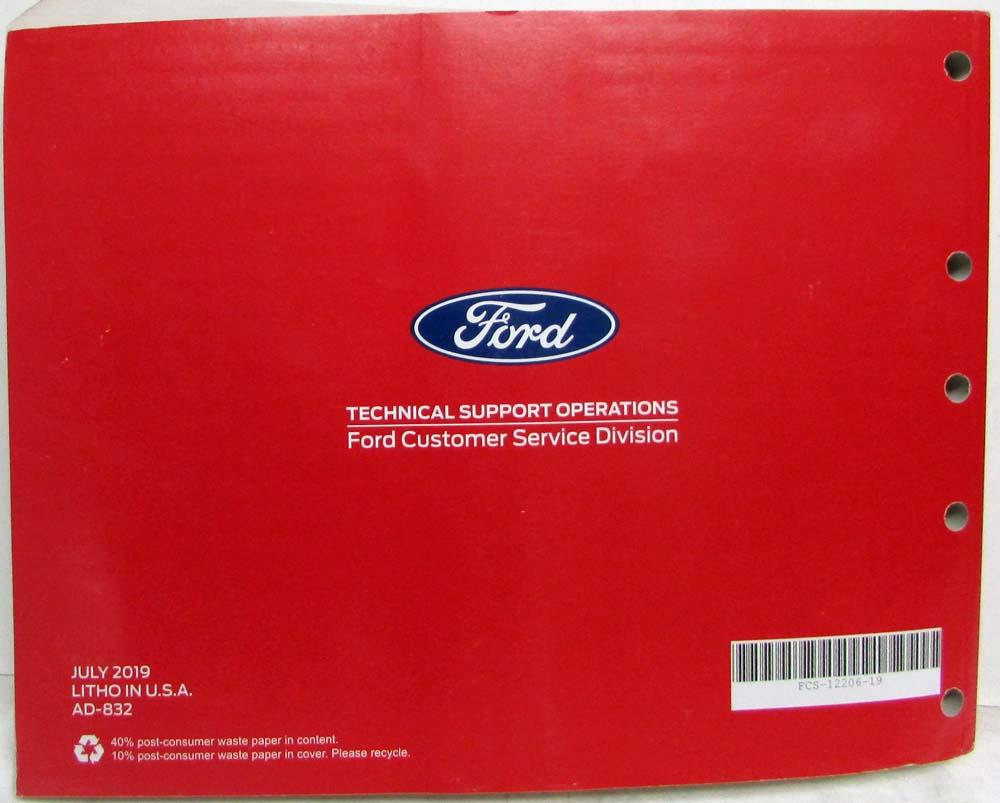 Ford
TECHNICAL SUPPORT OPERATIONS
Ford Customer Service Division
JULY 2019
LITHO IN U.S.A.
AD-832
40% post-consumer waste paper in content.
10% post-consumer waste paper in cover. Please recycle.
FCS-12206-19